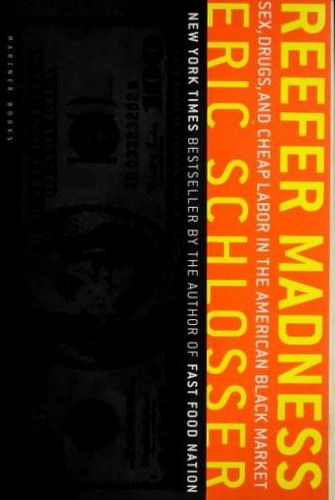 REEFER MADNESS
SEX, DRUGS, AND CHEAP LABOR IN THE AMERICAN BLACK MARKET
ERIC SCHLOSSER
NEW YORK TIMES BESTSELLER BY THE AUTHOR OF FAST FOOD NATION
MARINER BOOKS